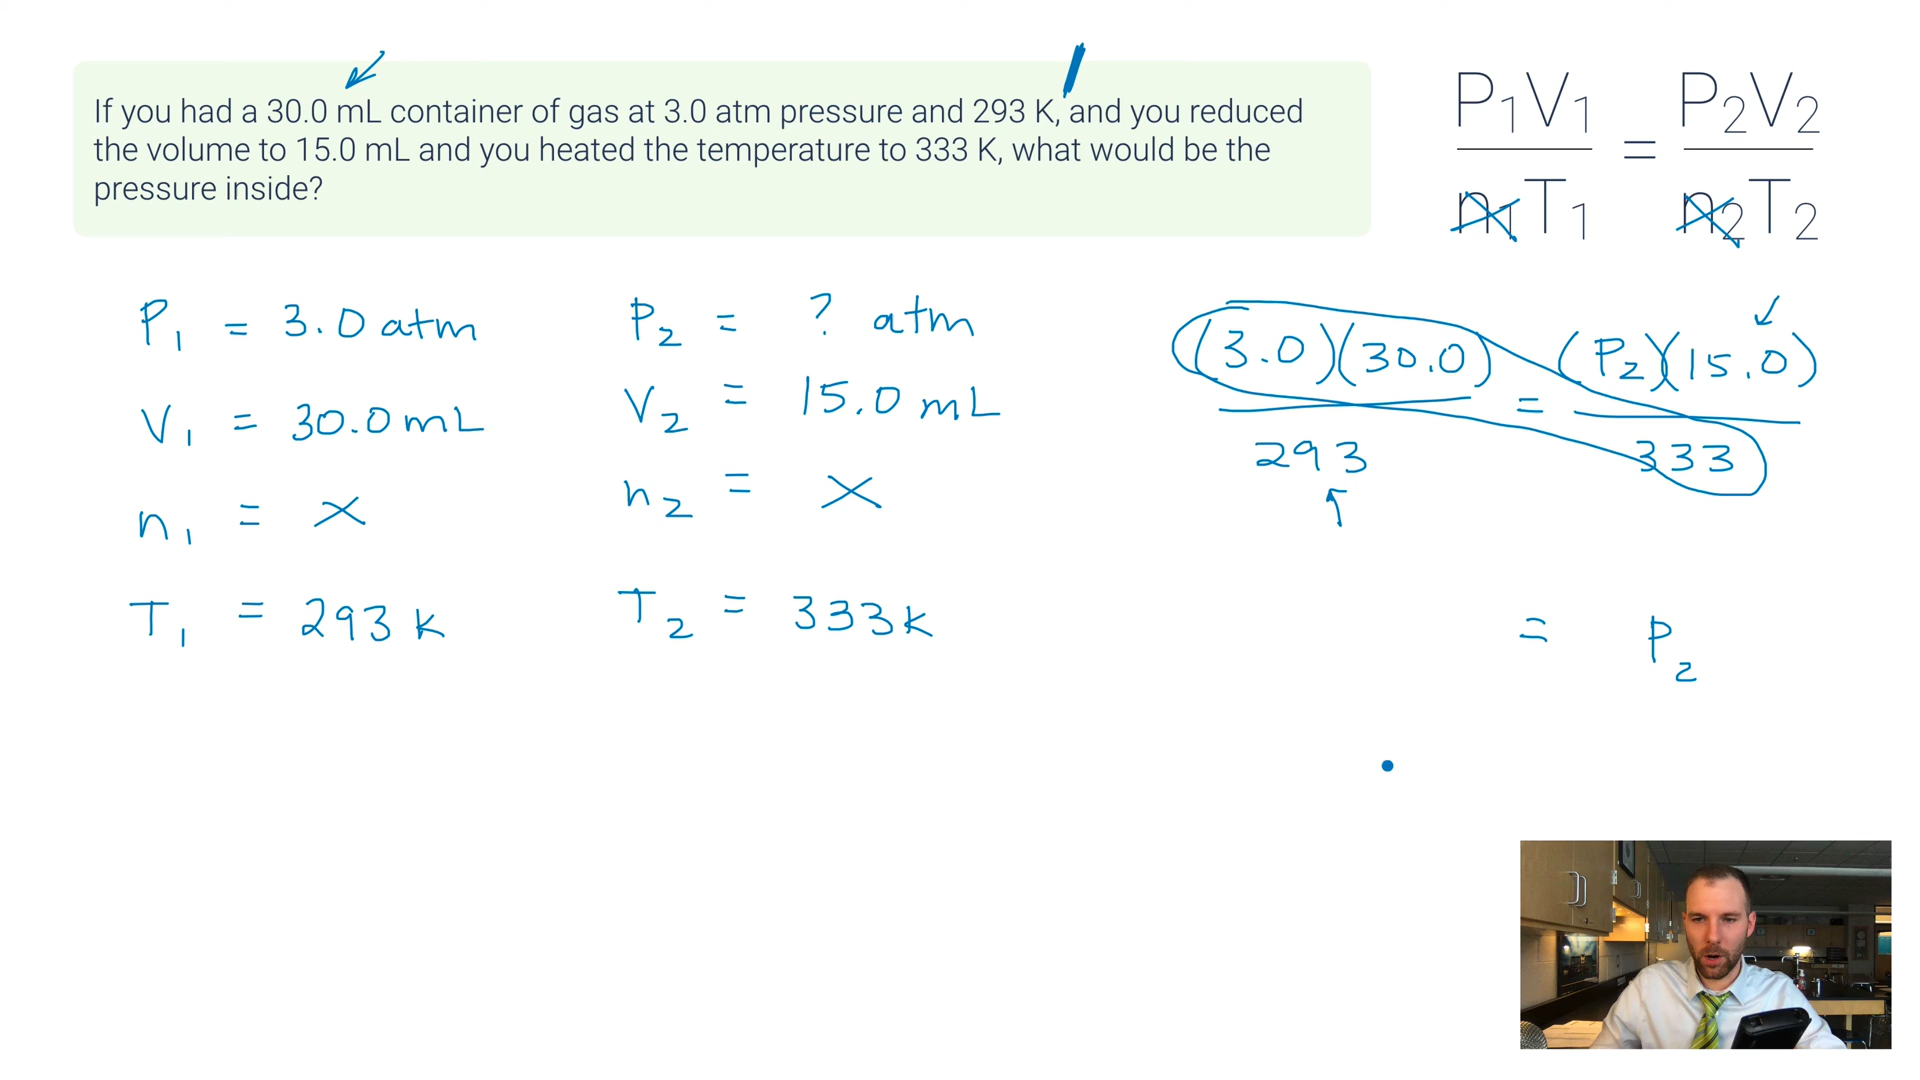 If you had a 30.0 mL container of gas at 3.0 atm pressure and 293 K, and you reduced
the volume to 15.0 mL and you heated the temperature to 333 K, what would be the
pressure inside?
P₁V₁ / n₁T₁ = P₂V₂ / n₂T₂
P₁ = 3.0 atm
V₁ = 30.0 mL
n₁ = X
T₁ = 293 K
P₂ = ? atm
V₂ = 15.0 mL
n₂ = X
T₂ = 333 K
(3.0)(30.0) / 293 = (P₂)(15.0) / 333
= P₂